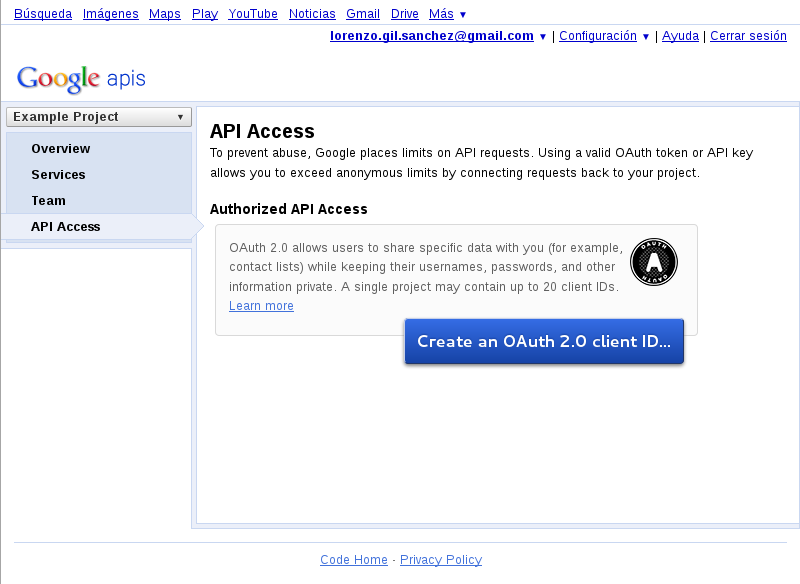 Búsqueda Imágenes Maps Play YouTube Noticias Gmail Drive Más ▼
lorenzo.gil.sanchez@gmail.com ▼ | Configuración ▼ | Ayuda | Cerrar sesión
Google apis
Example Project ▼
Overview
Services
Team
API Access
API Access
To prevent abuse, Google places limits on API requests. Using a valid OAuth token or API key
allows you to exceed anonymous limits by connecting requests back to your project.
Authorized API Access
OAuth 2.0 allows users to share specific data with you (for example,
contact lists) while keeping their usernames, passwords, and other
information private. A single project may contain up to 20 client IDs.
Learn more
OAUTH
A
OAUTH
Create an OAuth 2.0 client ID...
Code Home - Privacy Policy